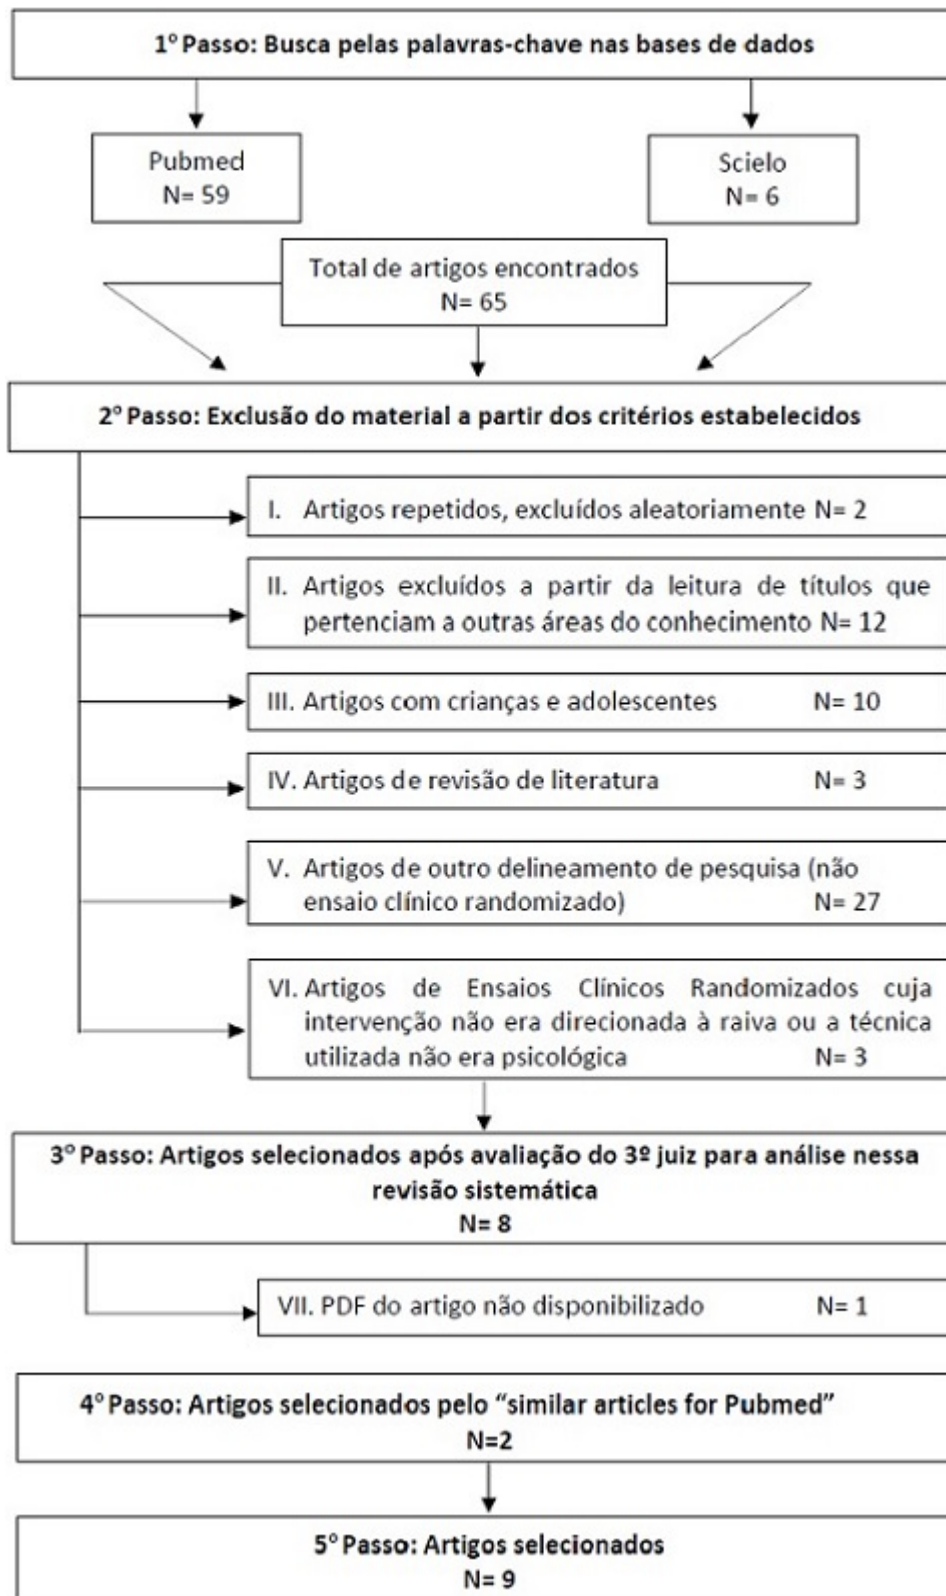 1º Passo: Busca pelas palavras-chave nas bases de dados
Pubmed
N= 59
Scielo
N= 6
Total de artigos encontrados
N= 65
2º Passo: Exclusão do material a partir dos critérios estabelecidos
I. Artigos repetidos, excluídos aleatoriamente N= 2
II. Artigos excluídos a partir da leitura de títulos que
pertenciam a outras áreas do conhecimento N= 12
III. Artigos com crianças e adolescentes N= 10
IV. Artigos de revisão de literatura N= 3
V. Artigos de outro delineamento de pesquisa (não
ensaio clínico randomizado) N= 27
VI. Artigos de Ensaios Clínicos Randomizados cuja
intervenção não era direcionada à raiva ou a técnica
utilizada não era psicológica N= 3
3º Passo: Artigos selecionados após avaliação do 3º juiz para análise nessa
revisão sistemática
N= 8
VII. PDF do artigo não disponibilizado N= 1
4º Passo: Artigos selecionados pelo “similar articles for Pubmed”
N=2
5º Passo: Artigos selecionados
N= 9